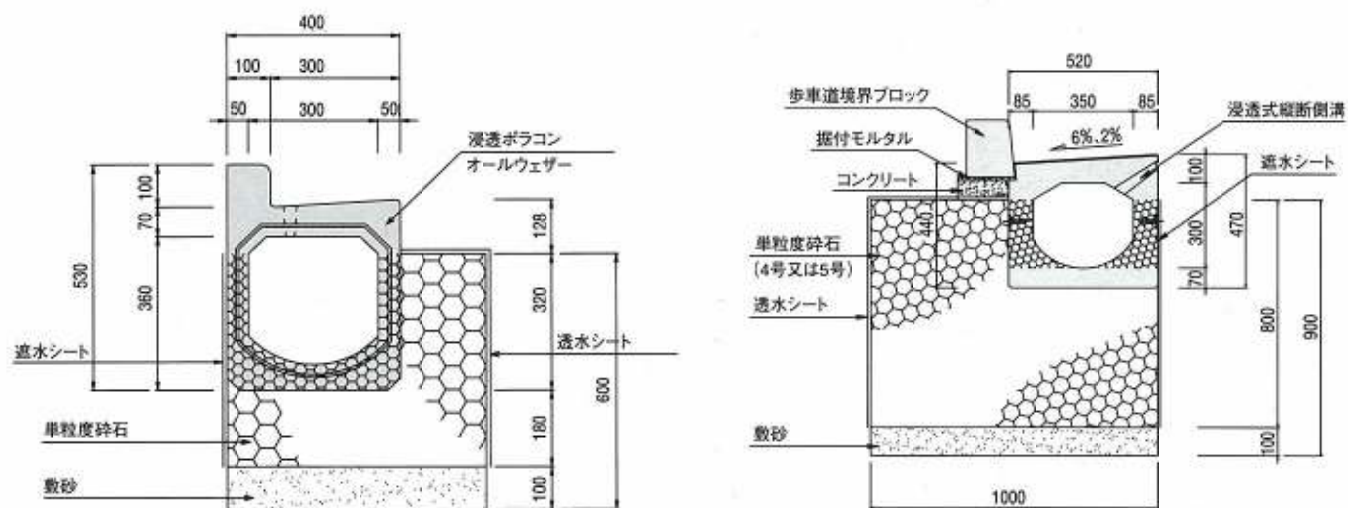 400
100
300
50
300
50
浸透ポラコン
オールウェザー
100
70
530
360
128
320
600
180
100
遮水シート
透水シート
単粒度砕石
敷砂
520
85
350
85
歩車道境界ブロック
浸透式縦断側溝
据付モルタル
6%、2%
遮水シート
コンクリート
100
440
300
470
70
単粒度砕石
(4号又は5号)
透水シート
800
900
敷砂
100
1000